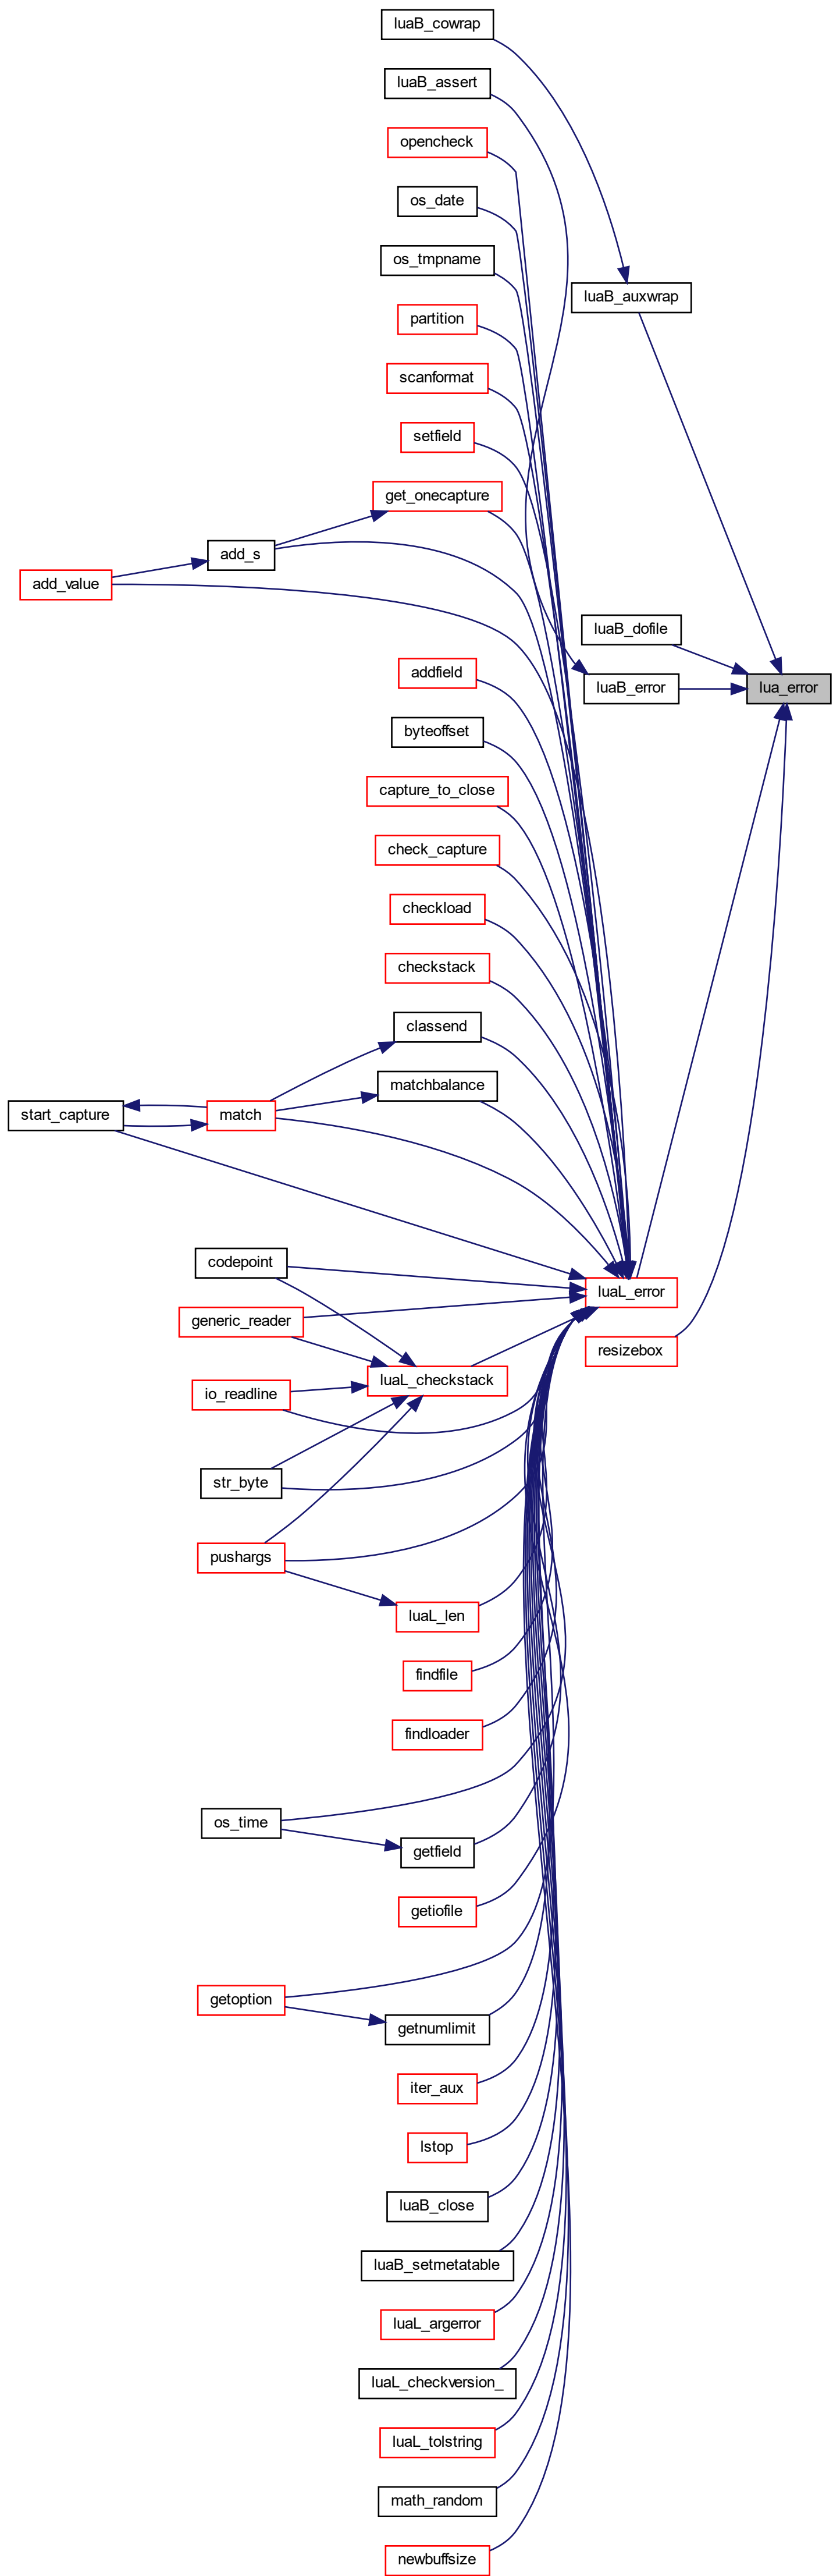 luaB_cowrap
luaB_assert
opencheck
os_date
os_tmpname
luaB_auxwrap
partition
scanformat
setfield
get_onecapture
add_s
add_value
luaB_dofile
addfield
luaB_error
lua_error
byteoffset
capture_to_close
check_capture
checkload
checkstack
classend
matchbalance
start_capture
match
codepoint
luaL_error
generic_reader
resizebox
luaL_checkstack
io_readline
str_byte
pushargs
luaL_len
findfile
findloader
os_time
getfield
getiofile
getoption
getnumlimit
iter_aux
lstop
luaB_close
luaB_setmetatable
luaL_argerror
luaL_checkversion_
luaL_tolstring
math_random
newbuffsize